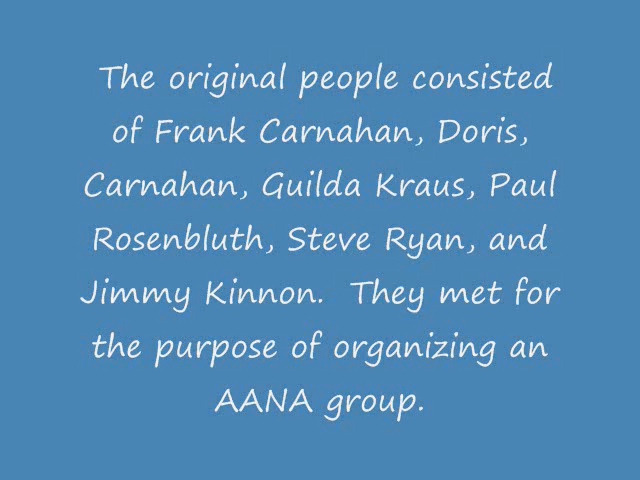 The original people consisted
of Frank Carnahan, Doris,
Carnahan, Guilda Kraus, Paul
Rosenbluth, Steve Ryan, and
Jimmy Kinnon.  They met for
the purpose of organizing an
AANA group.